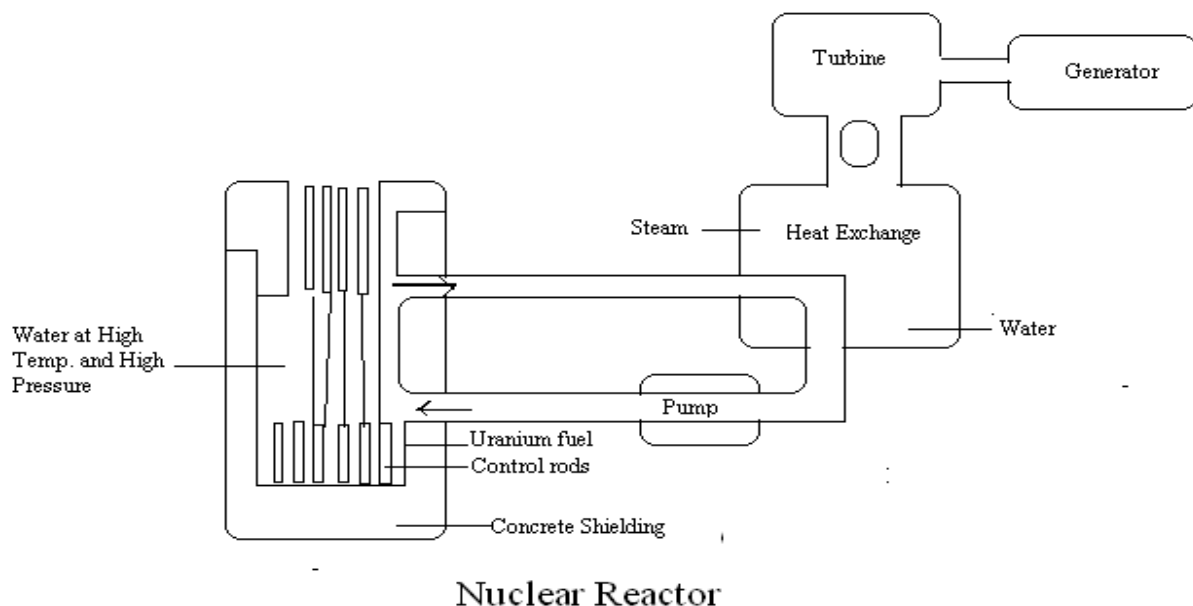 Turbine
Generator
Steam
Heat Exchange
Water at High
Temp. and High
Pressure
Water
Pump
Uranium fuel
Control rods
Concrete Shielding
Nuclear Reactor